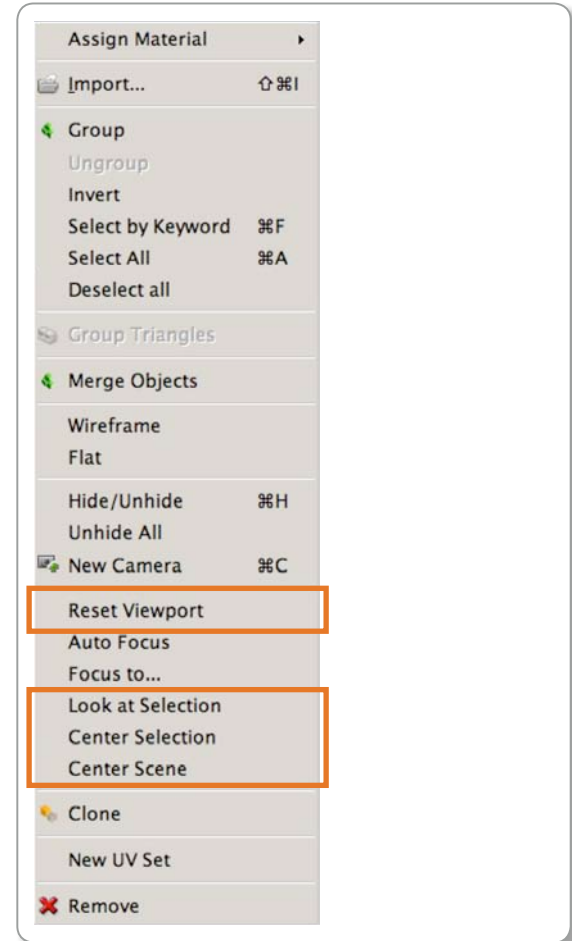 Assign Material
Import... ⇧⌘I
Group
Ungroup
Invert
Select by Keyword ⌘F
Select All ⌘A
Deselect all
Group Triangles
Merge Objects
Wireframe
Flat
Hide/Unhide ⌘H
Unhide All
New Camera ⌘C
Reset Viewport
Auto Focus
Focus to...
Look at Selection
Center Selection
Center Scene
Clone
New UV Set
Remove